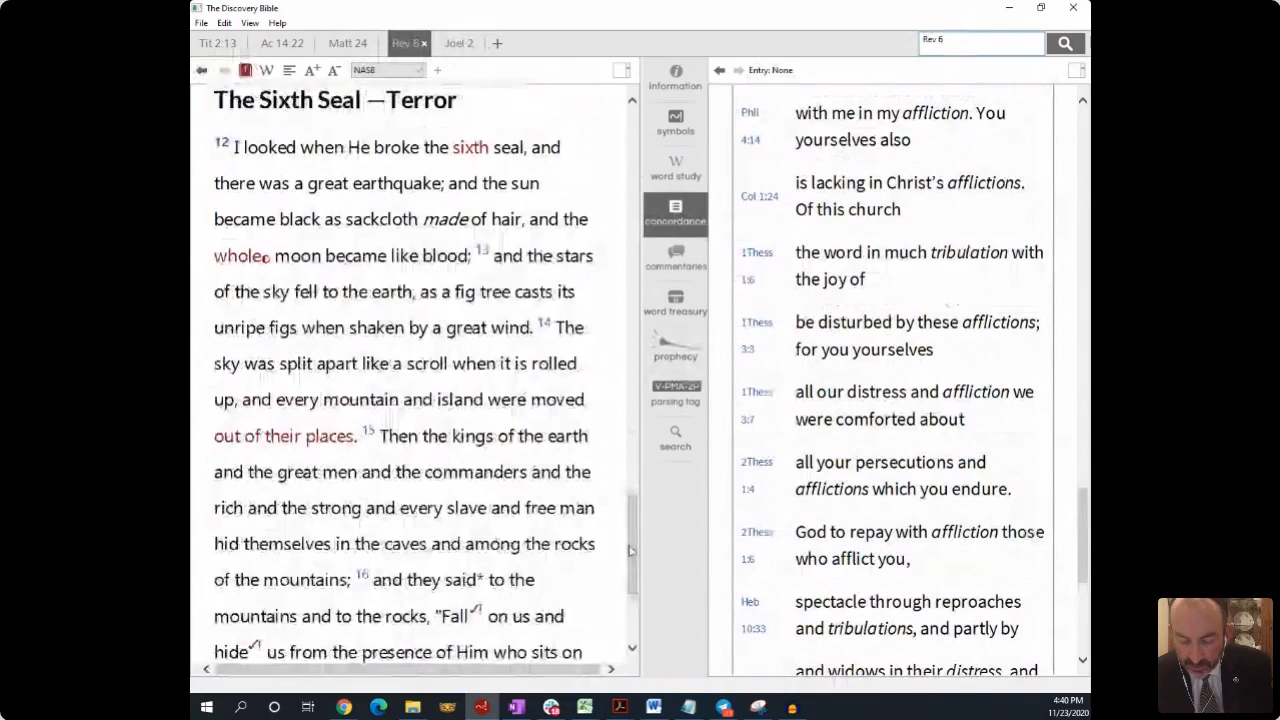 The Discovery Bible
File Edit View Help
Tit 2:13 Ac 14:22 Matt 24 Rev 6 x Joel 2 +
Rev 6
W A+ A- NASB +
Entry: None
The Sixth Seal —Terror
12 I looked when He broke the sixth seal, and
there was a great earthquake; and the sun
became black as sackcloth made of hair, and the
whole moon became like blood; 13 and the stars
of the sky fell to the earth, as a fig tree casts its
unripe figs when shaken by a great wind. 14 The
sky was split apart like a scroll when it is rolled
up, and every mountain and island were moved
out of their places. 15 Then the kings of the earth
and the great men and the commanders and the
rich and the strong and every slave and free man
hid themselves in the caves and among the rocks
of the mountains; 16 and they said* to the
mountains and to the rocks, "Fall on us and
hide us from the presence of Him who sits on
information
symbols
W
word study
concordance
commentaries
word treasury
prophecy
V-PMA-2P
parsing tag
search
Phil 4:14 with me in my affliction. You
yourselves also
Col 1:24 is lacking in Christ's afflictions.
Of this church
1Thess 1:6 the word in much tribulation with
the joy of
1Thess 3:3 be disturbed by these afflictions;
for you yourselves
1Thess 3:7 all our distress and affliction we
were comforted about
2Thess 1:4 all your persecutions and
afflictions which you endure.
2Thess 1:6 God to repay with affliction those
who afflict you,
Heb 10:33 spectacle through reproaches
and tribulations, and partly by
and widows in their distress, and
4:40 PM
11/23/2020